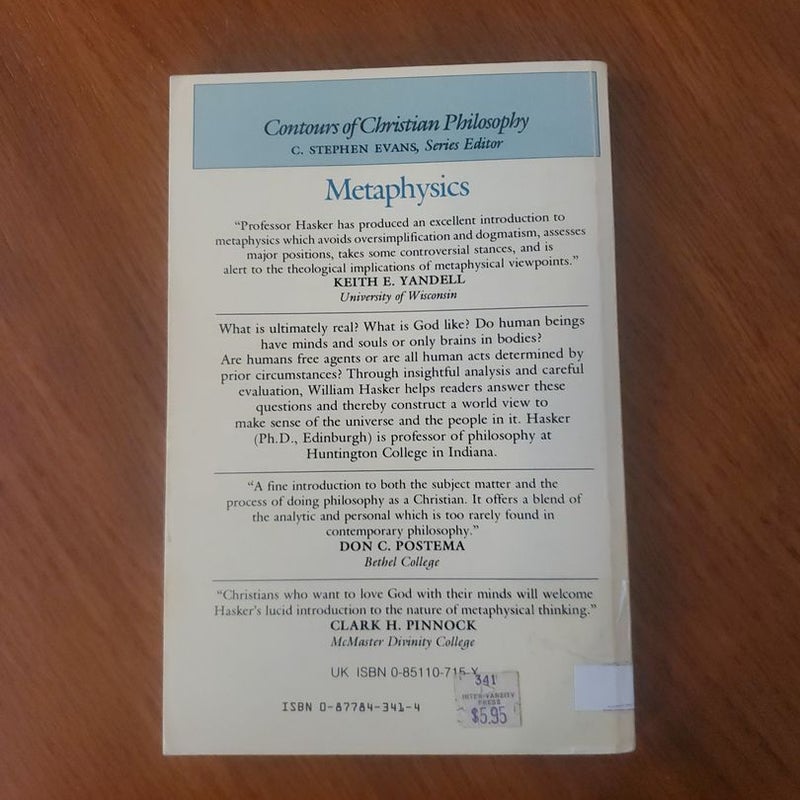 Contours of Christian Philosophy
C. STEPHEN EVANS, Series Editor
Metaphysics
“Professor Hasker has produced an excellent introduction to
metaphysics which avoids oversimplification and dogmatism, assesses
major positions, takes some controversial stances, and is
alert to the theological implications of metaphysical viewpoints.”
KEITH E. YANDELL
University of Wisconsin
What is ultimately real? What is God like? Do human beings
have minds and souls or only brains in bodies?
Are humans free agents or are all human acts determined by
prior circumstances? Through insightful analysis and careful
evaluation, William Hasker helps readers answer these
questions and thereby construct a world view to
make sense of the universe and the people in it. Hasker
(Ph.D., Edinburgh) is professor of philosophy at
Huntington College in Indiana.
“A fine introduction to both the subject matter and the
process of doing philosophy as a Christian. It offers a blend of
the analytic and personal which is too rarely found in
contemporary philosophy.”
DON C. POSTEMA
Bethel College
“Christians who want to love God with their minds will welcome
Hasker's lucid introduction to the nature of metaphysical thinking.”
CLARK H. PINNOCK
McMaster Divinity College
UK ISBN 0-85110-715-X
341
INTER-VARSITY
PRESS
$5.95
ISBN 0-87784-341-4